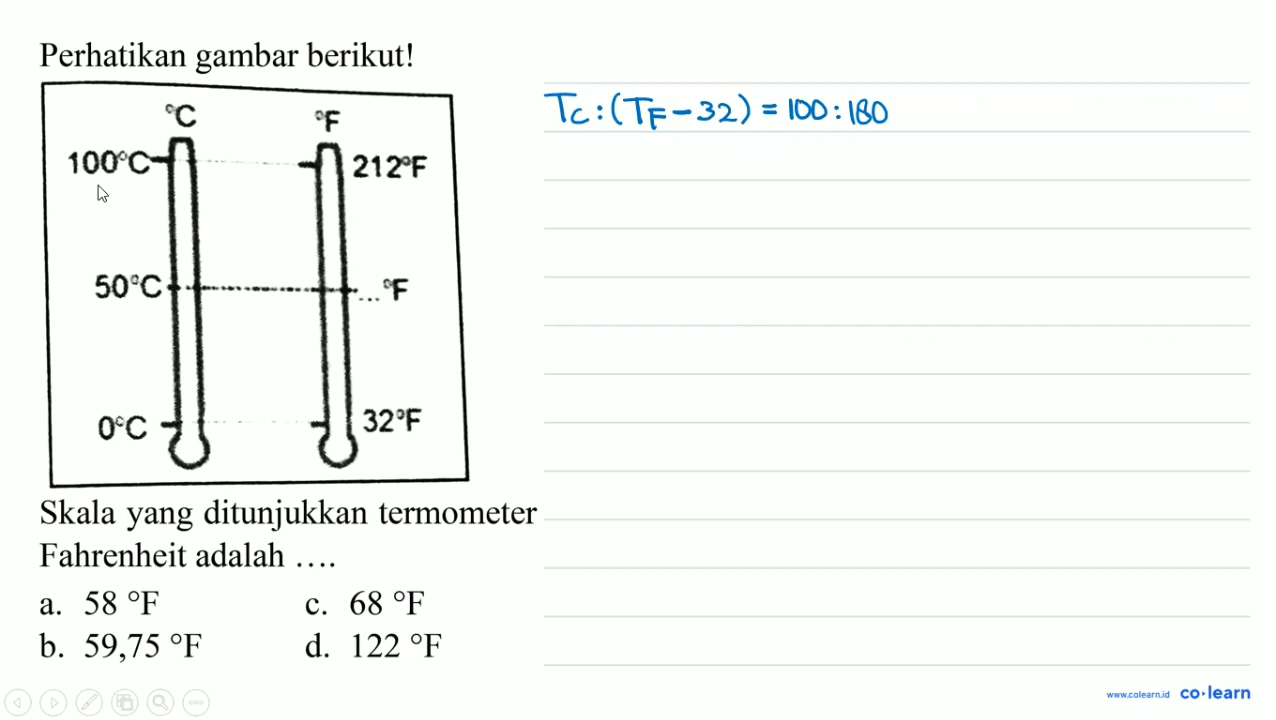 Perhatikan gambar berikut!
°C
°F
100°C
212°F
50°C
...°F
0°C
32°F
Skala yang ditunjukkan termometer
Fahrenheit adalah ….
a. 58 °F
c. 68 °F
b. 59,75 °F
d. 122 °F
Tc : (TF - 32) = 100 : 180
www.colearn.id
co·learn